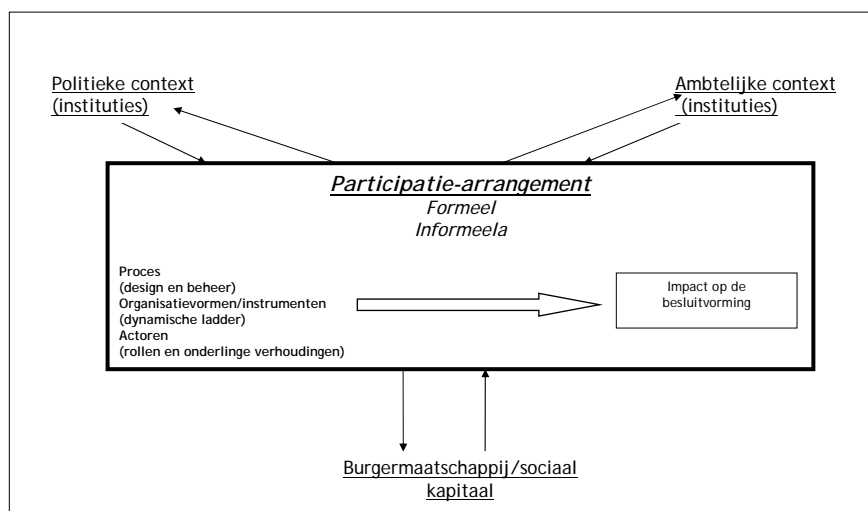 Politieke context
(instituties)
Ambtelijke context
(instituties)
Participatie-arrangement
Formeel
Informeela
Proces
(design en beheer)
Organisatievormen/instrumenten
(dynamische ladder)
Actoren
(rollen en onderlinge verhoudingen)
Impact op de
besluitvorming
Burgermaatschappij/sociaal
kapitaal